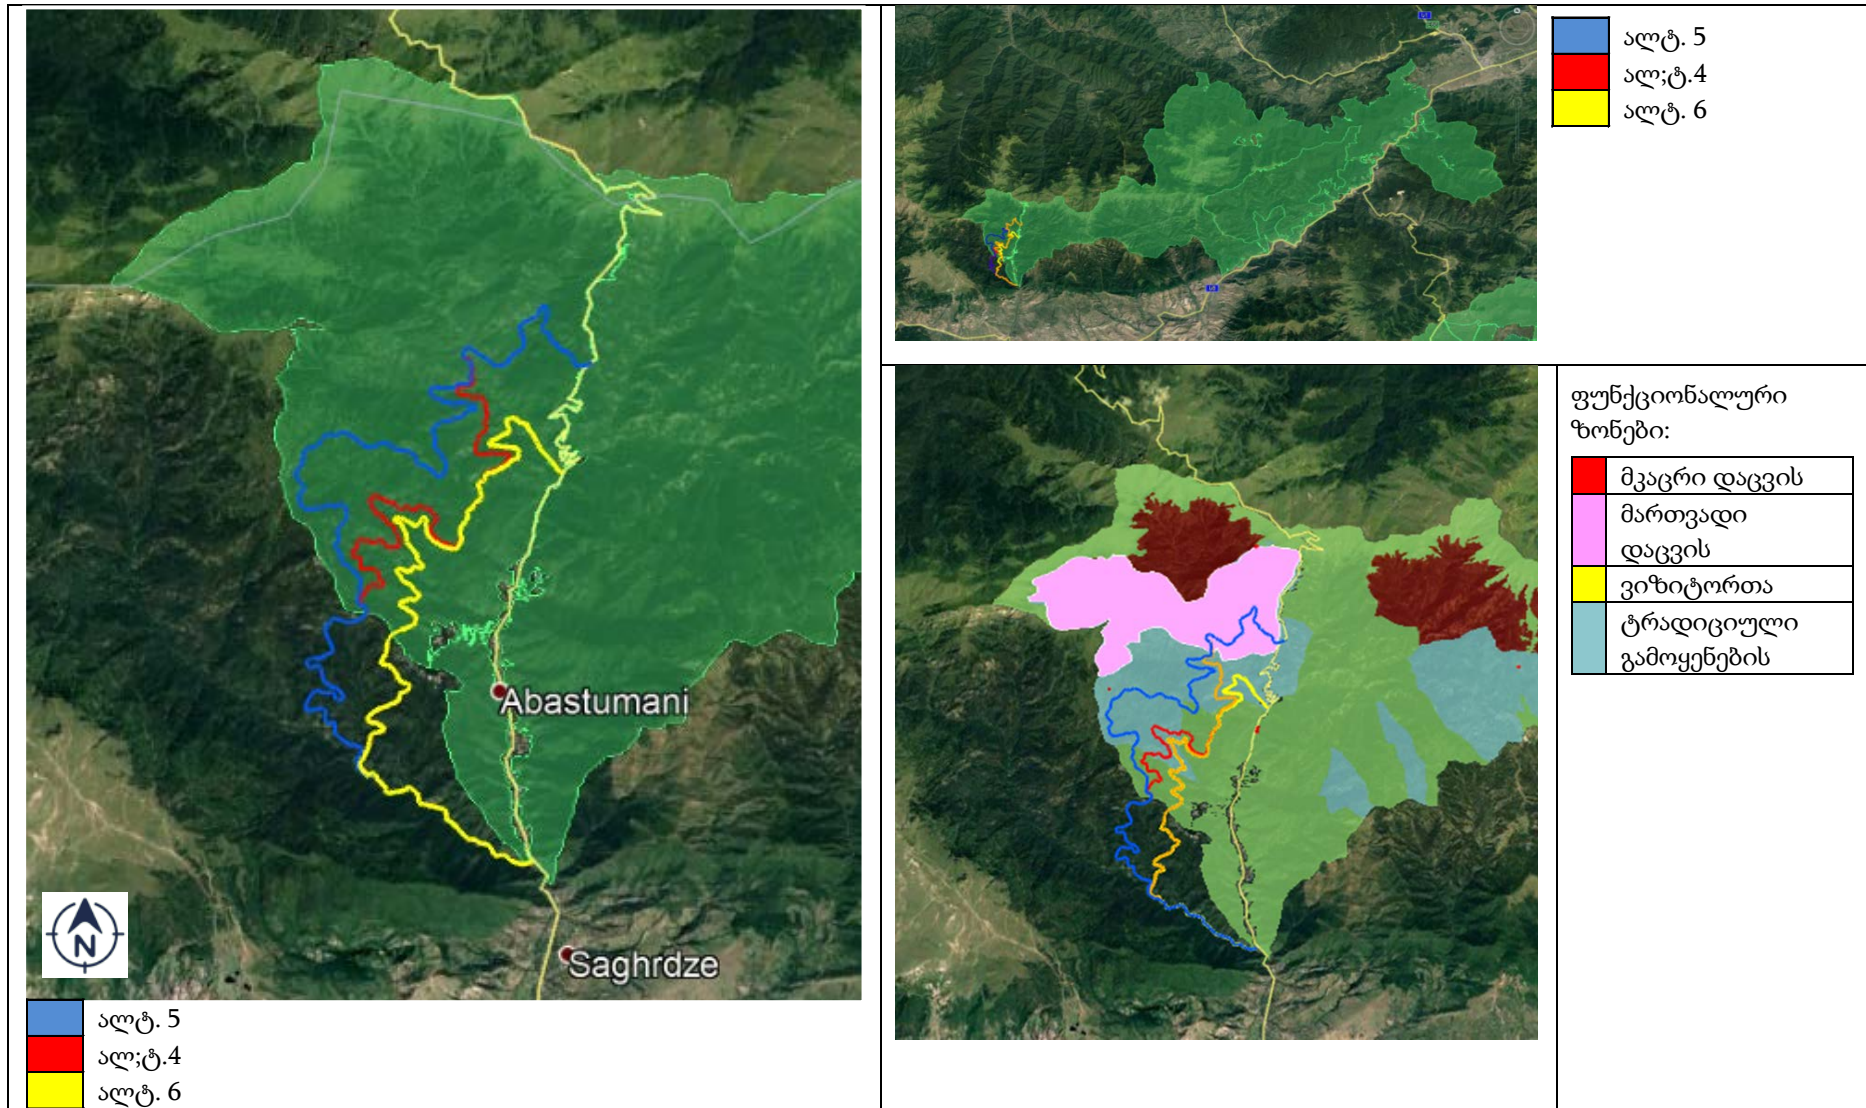 Abastumani
Saghrdze
N
ალტ. 5
ალ;ტ.4
ალტ. 6
ალტ. 5
ალ;ტ.4
ალტ. 6
ფუნქციონალური
ზონები:
მკაცრი დაცვის
მართვადი
დაცვის
ვიზიტორთა
ტრადიციული
გამოყენების